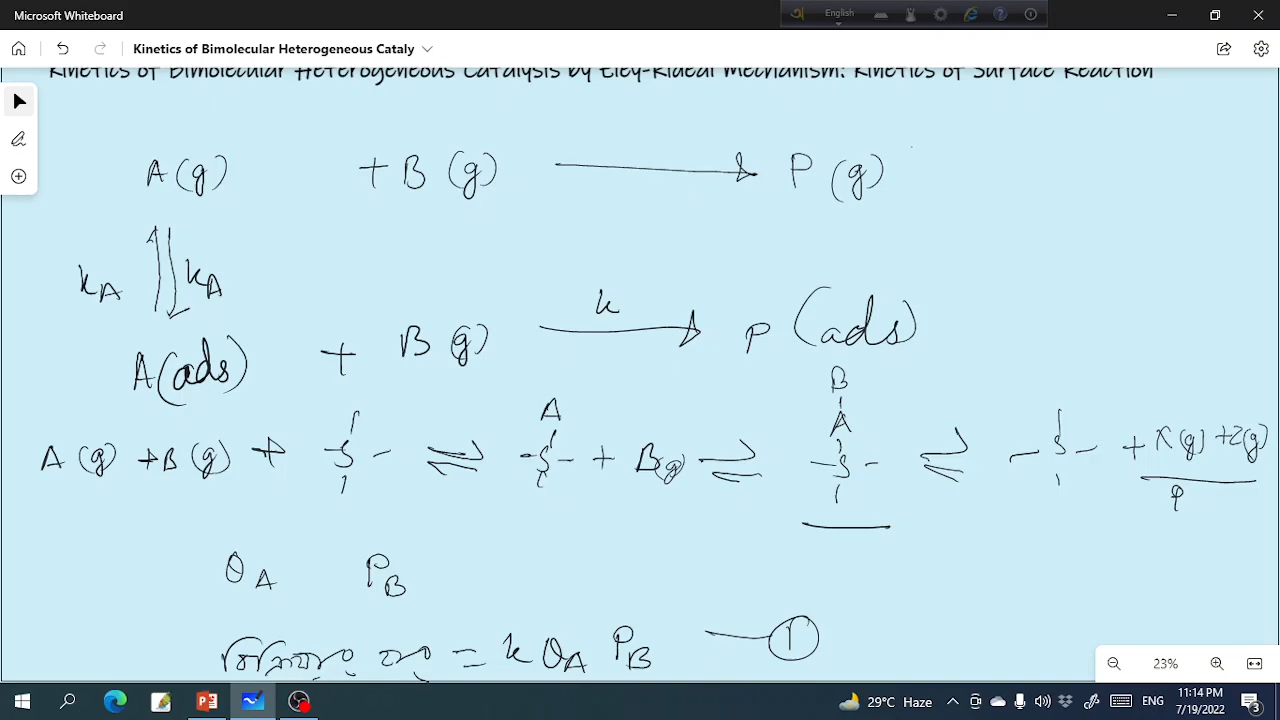 Microsoft Whiteboard
English
Kinetics of Bimolecular Heterogeneous Cataly
Kinetics of Bimolecular Heterogeneous Catalysis by Eley-Rideal Mechanism: Kinetics of Surface Reaction
A(g) + B(g) → P(g)
kA kA
k
A(ads) + B(g) → P(ads)
A B
A
A(g) + B(g) + -S- ⇌ -S- + B(g) ⇌ -S- ⇌ -S- + X(g) + Z(g)
P
θA PB
= k θA PB — 1
23%
29°C Haze
ENG
11:14 PM
7/19/2022
3